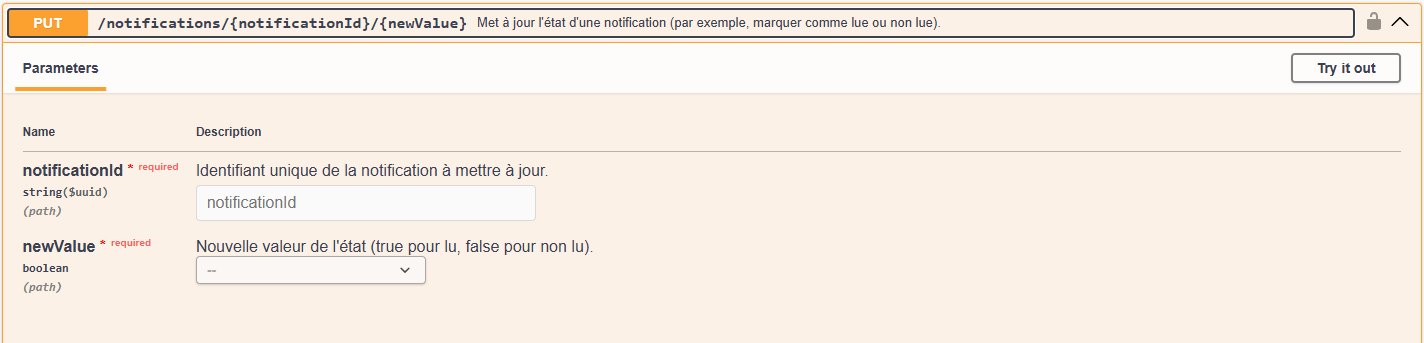 PUT /notifications/{notificationId}/{newValue} Met à jour l'état d'une notification (par exemple, marquer comme lue ou non lu).
Parameters Try it out
Name Description
notificationId * required Identifiant unique de la notification à mettre à jour.
string($uuid)
(path)
notificationId
newValue * required Nouvelle valeur de l'état (true pour lu, false pour non lu).
boolean
(path)
--